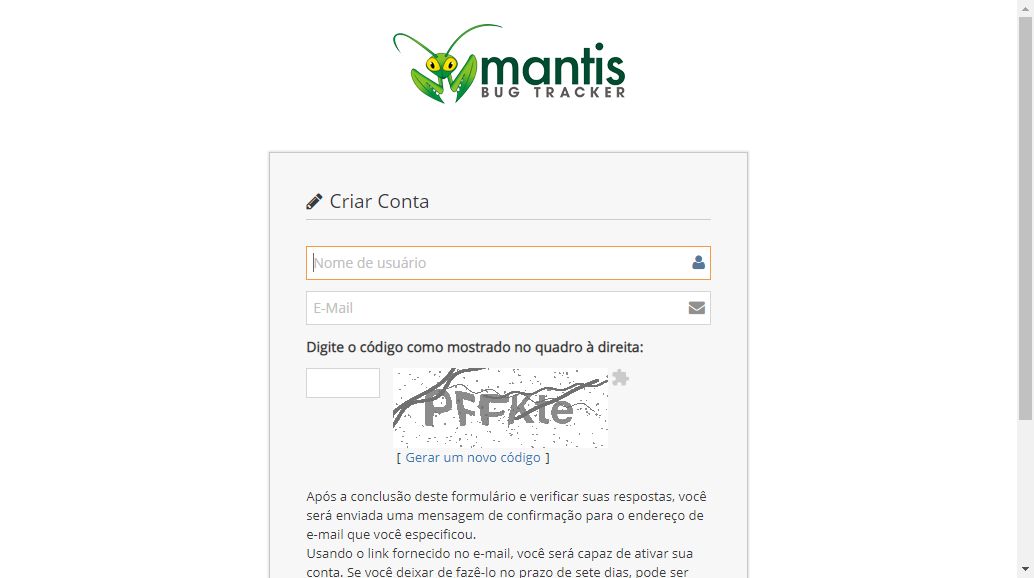 mantis
BUG TRACKER
Criar Conta
Nome de usuário
E-Mail
Digite o código como mostrado no quadro à direita:
[ Gerar um novo código ]
Após a conclusão deste formulário e verificar suas respostas, você
será enviada uma mensagem de confirmação para o endereço de
e-mail que você especificou.
Usando o link fornecido no e-mail, você será capaz de ativar sua
conta. Se você deixar de fazê-lo no prazo de sete dias, pode ser